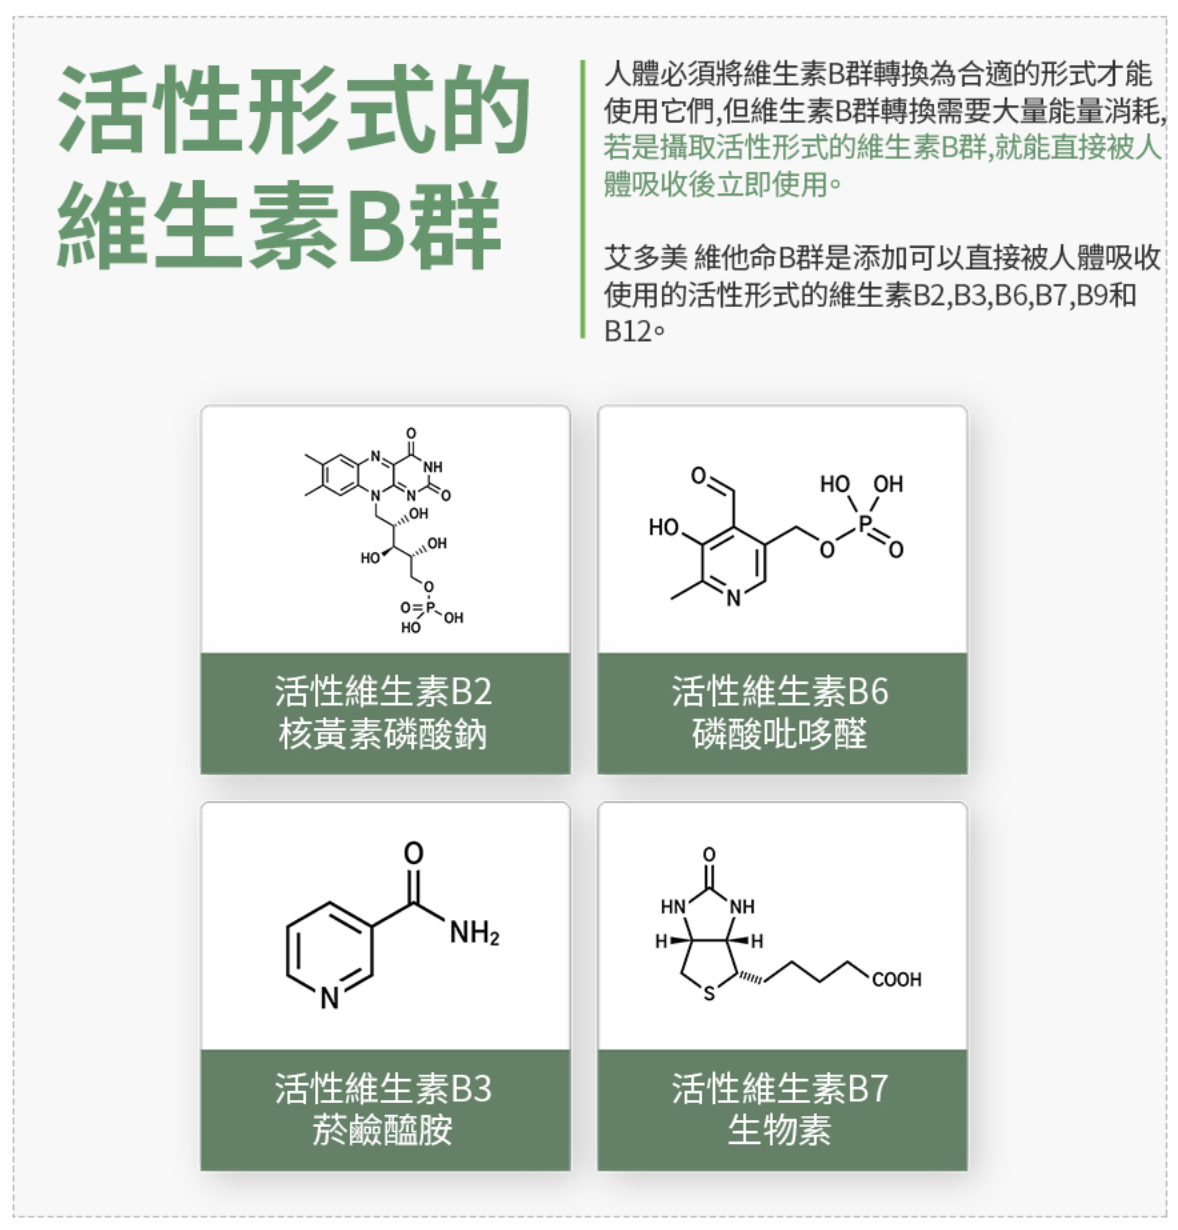 活性形式的
維生素B群
人體必須將維生素B群轉換為合適的形式才能
使用它們,但維生素B群轉換需要大量能量消耗,
若是攝取活性形式的維生素B群,就能直接被人
體吸收後立即使用。
艾多美 維他命B群是添加可以直接被人體吸收
使用的活性形式的維生素B2,B3,B6,B7,B9和
B12。
O
N
NH
N
N
O
OH
OH
HO
O
O=P
OH
HO
活性維生素B2
核黃素磷酸鈉
O
HO
OH
HO
P
O
O
N
活性維生素B6
磷酸吡哆醛
O
NH2
N
活性維生素B3
菸鹼醯胺
O
HN
NH
H
H
COOH
S
活性維生素B7
生物素